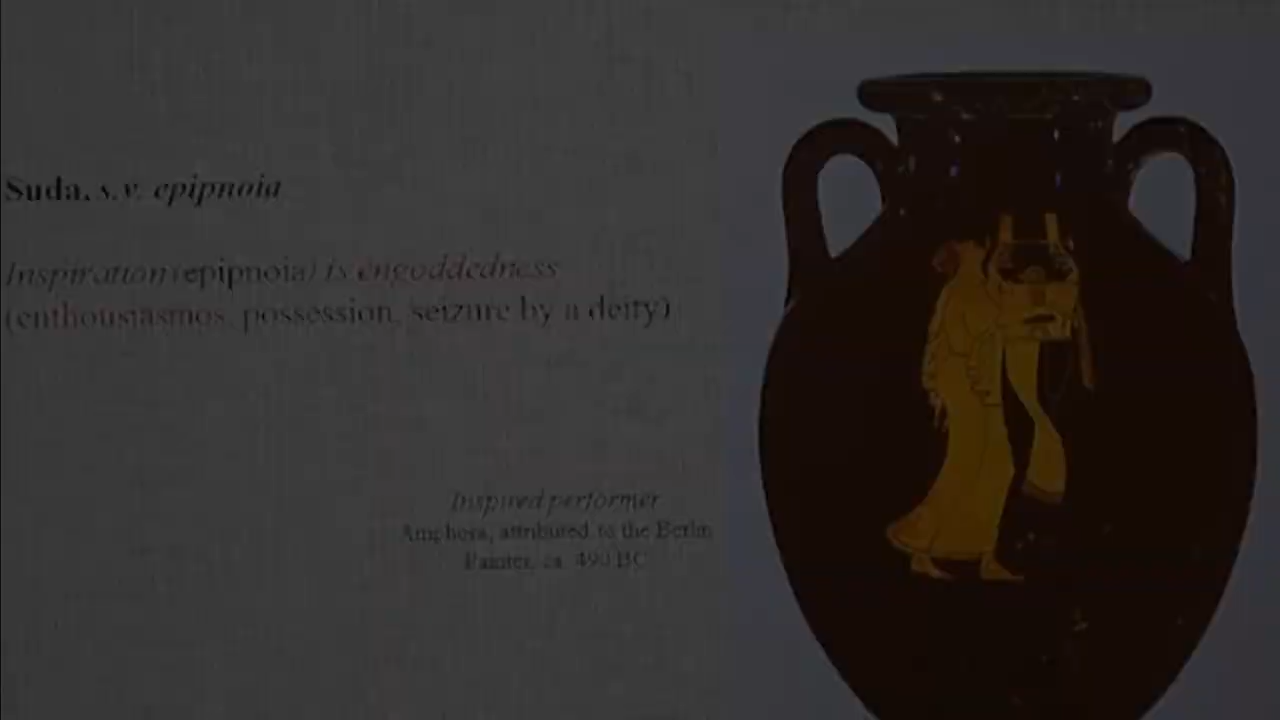 Suda, s.v. epipnoia
Inspiration (epipnoia) is engoddedness
(enthousiasmos, possession, seizure by a deity)
Inspired performer
Amphora, attributed to the Berlin
Painter, ca. 490 BC